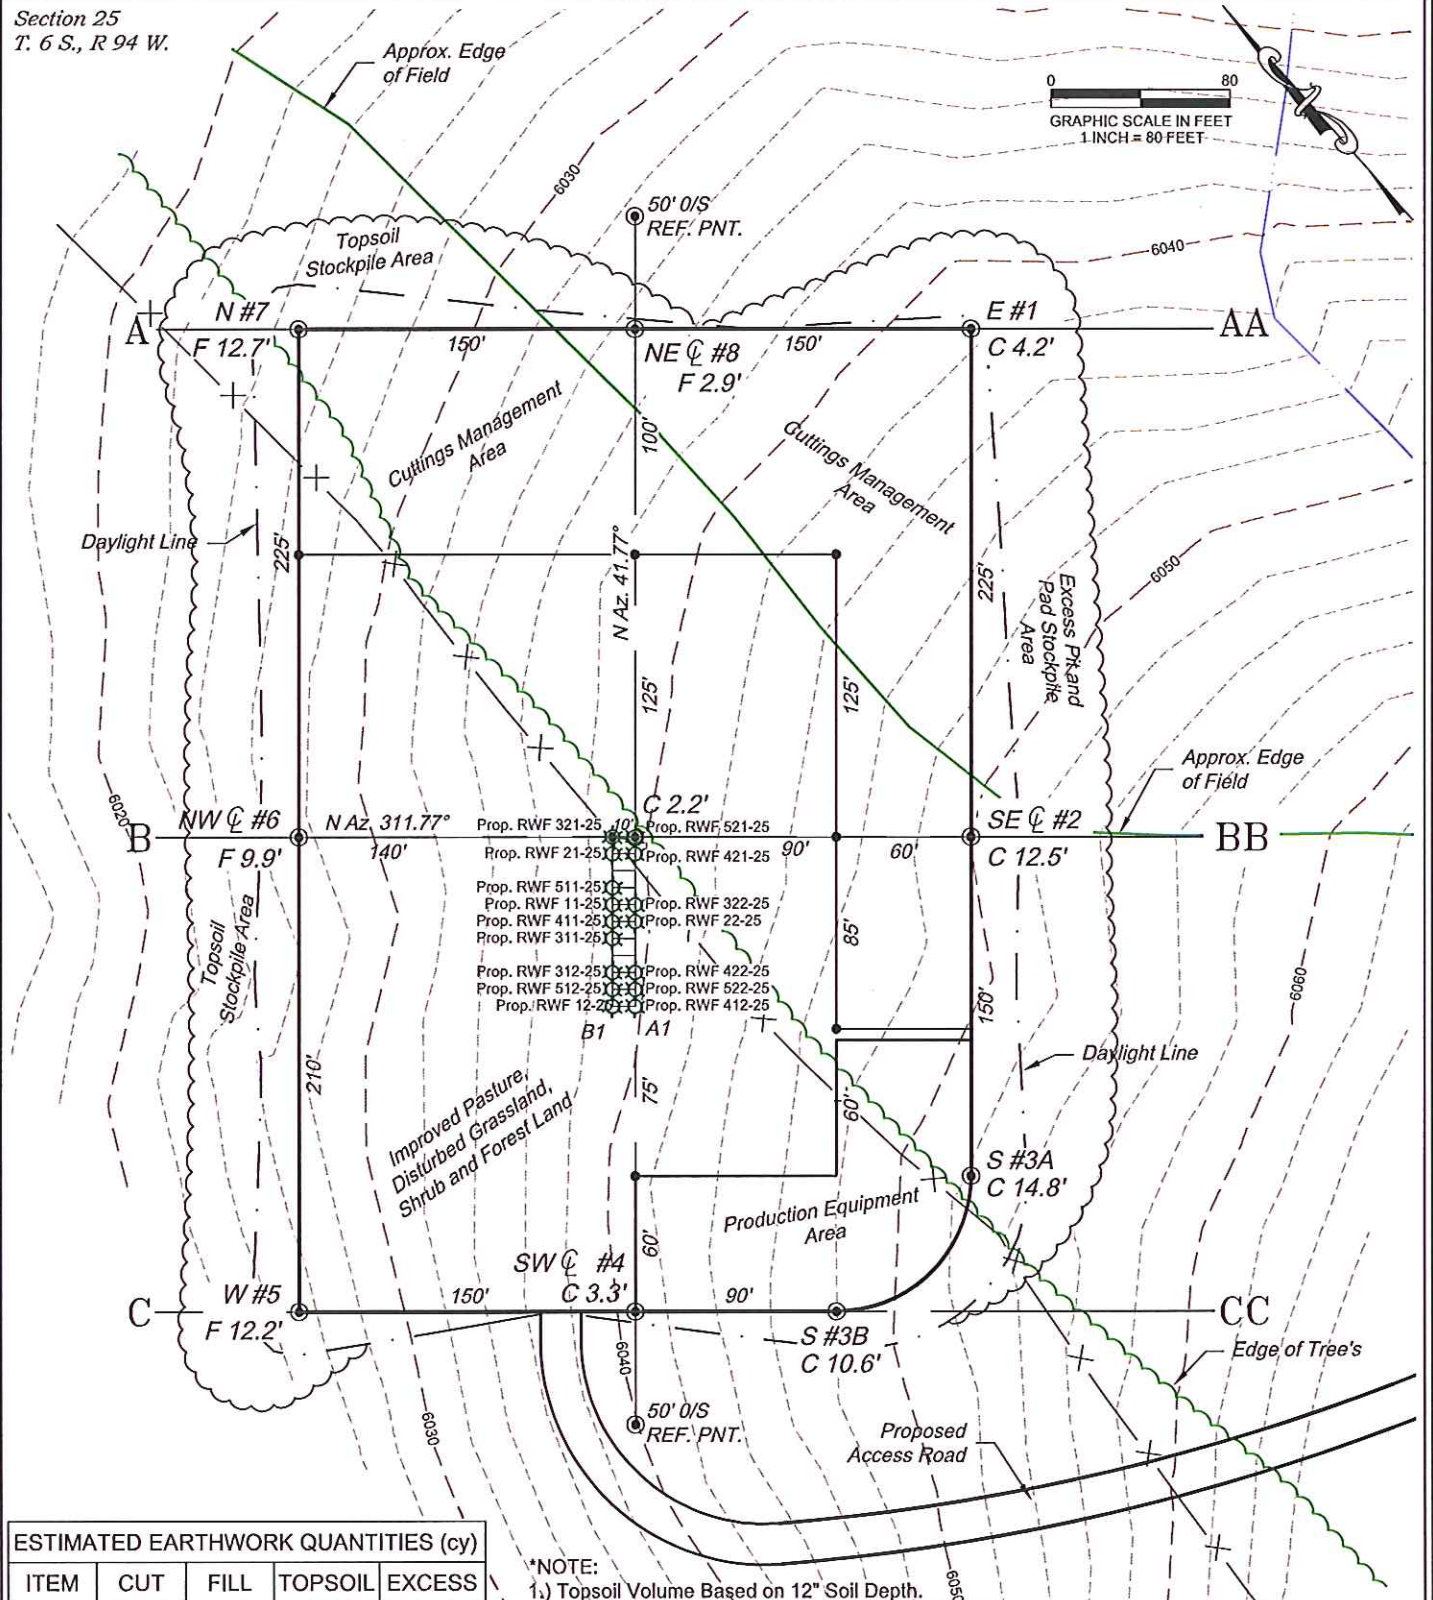 Section 25
T. 6 S., R 94 W.
Approx. Edge
of Field
0
80
GRAPHIC SCALE IN FEET
1 INCH = 80 FEET
6030
50' 0/S
REF. PNT.
Topsoil
Stockpile Area
6040
A
N #7
F 12.7'
150'
NE ℄ #8
F 2.9'
150'
E #1
C 4.2'
AA
Cuttings Management
Area
100'
Cuttings Management
Area
Daylight Line
225'
N Az. 41.77°
225'
Excess Pit and
Pad Stockpile
Area
6050
125'
125'
Approx. Edge
of Field
6020
B
NW ℄ #6
F 9.9'
N Az. 311.77°
140'
C 2.2'
Prop. RWF 321-25
10'
Prop. RWF 521-25
Prop. RWF 21-25
Prop. RWF 421-25
90'
60'
SE ℄ #2
C 12.5'
BB
Prop. RWF 511-25
Prop. RWF 11-25
Prop. RWF 322-25
Prop. RWF 411-25
Prop. RWF 22-25
Prop. RWF 311-25
85'
Topsoil
Stockpile Area
Prop. RWF 312-25
Prop. RWF 422-25
Prop. RWF 512-25
Prop. RWF 522-25
Prop. RWF 12-2
Prop. RWF 412-25
B1
A1
150'
6060
Daylight Line
210'
75'
60'
Improved Pasture,
Disturbed Grassland,
Shrub and Forest Land
S #3A
C 14.8'
Production Equipment
Area
60'
SW ℄ #4
C 3.3'
C
W #5
F 12.2'
150'
90'
S #3B
C 10.6'
CC
Edge of Tree's
6040
6030
50' 0/S
REF. PNT.
Proposed
Access Road
6050
ESTIMATED EARTHWORK QUANTITIES (cy)
ITEM CUT FILL TOPSOIL EXCESS
*NOTE:
1.) Topsoil Volume Based on 12" Soil Depth.